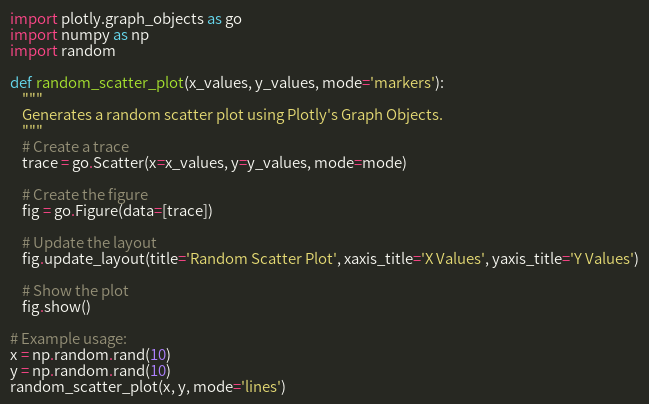 import plotly.graph_objects as go
import numpy as np
import random

def random_scatter_plot(x_values, y_values, mode='markers'):
    """
    Generates a random scatter plot using Plotly's Graph Objects.
    """
    # Create a trace
    trace = go.Scatter(x=x_values, y=y_values, mode=mode)

    # Create the figure
    fig = go.Figure(data=[trace])

    # Update the layout
    fig.update_layout(title='Random Scatter Plot', xaxis_title='X Values', yaxis_title='Y Values')

    # Show the plot
    fig.show()

# Example usage:
x = np.random.rand(10)
y = np.random.rand(10)
random_scatter_plot(x, y, mode='lines')